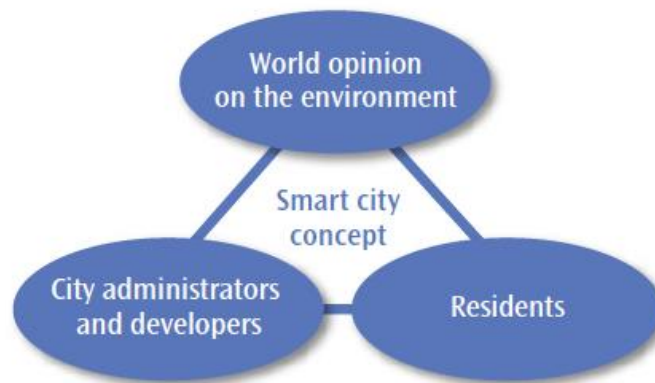 World opinion
on the environment
Smart city
concept
City administrators
and developers
Residents